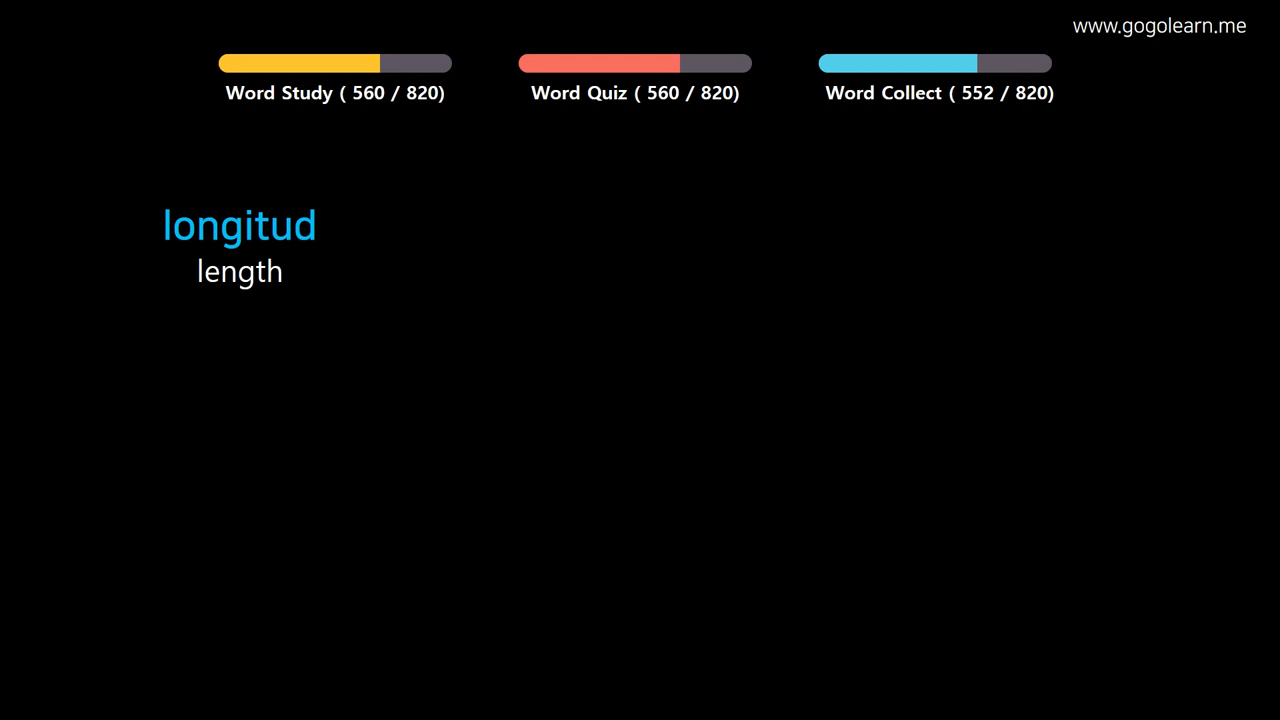 www.gogolearn.me
Word Study ( 560 / 820)
Word Quiz ( 560 / 820)
Word Collect ( 552 / 820)
longitud
length